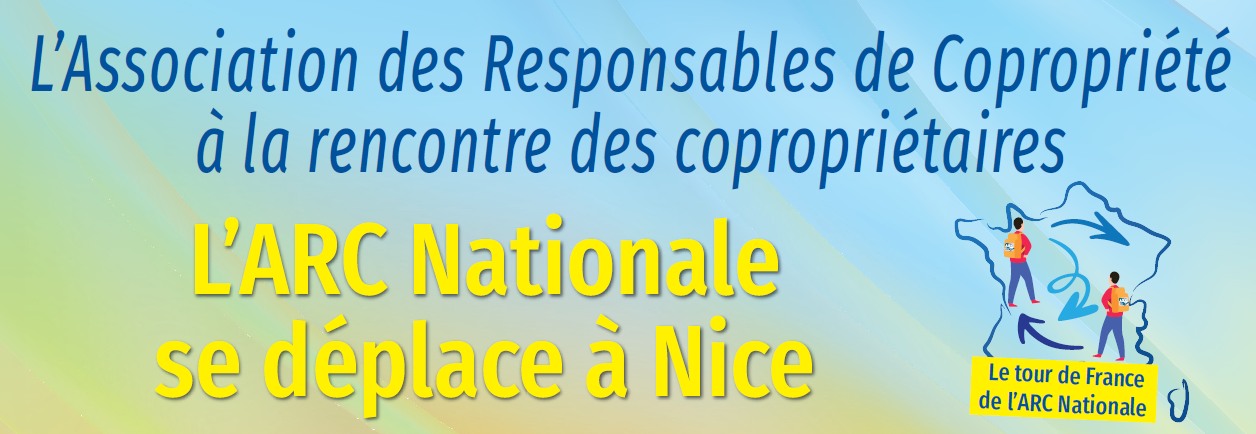 L'Association des Responsables de Copropriété
à la rencontre des copropriétaires
L'ARC Nationale
se déplace à Nice
Le tour de France
de l'ARC Nationale